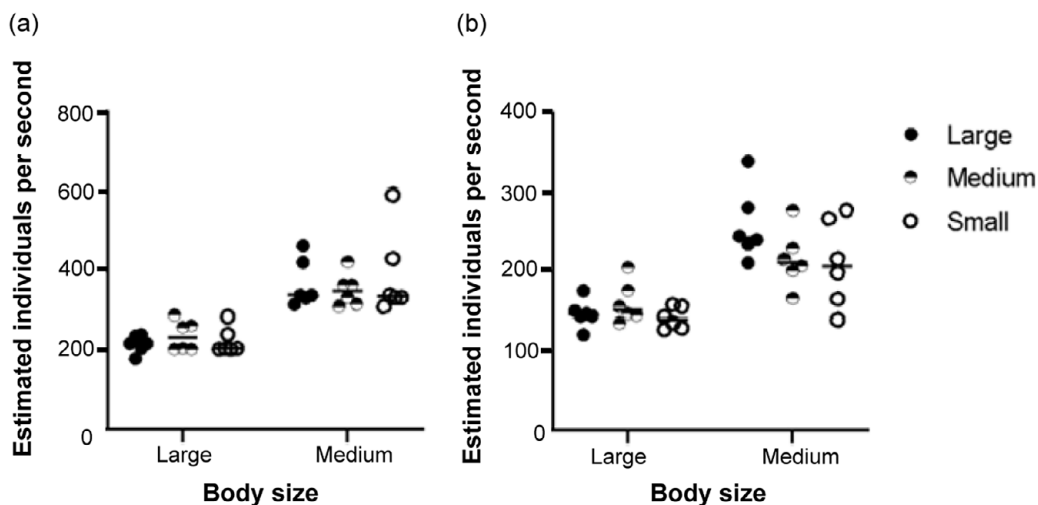 (a)
Estimated individuals per second
800
600
400
200
0
Large
Medium
Body size
(b)
Estimated individuals per second
400
300
200
100
0
Large
Medium
Body size
Large
Medium
Small